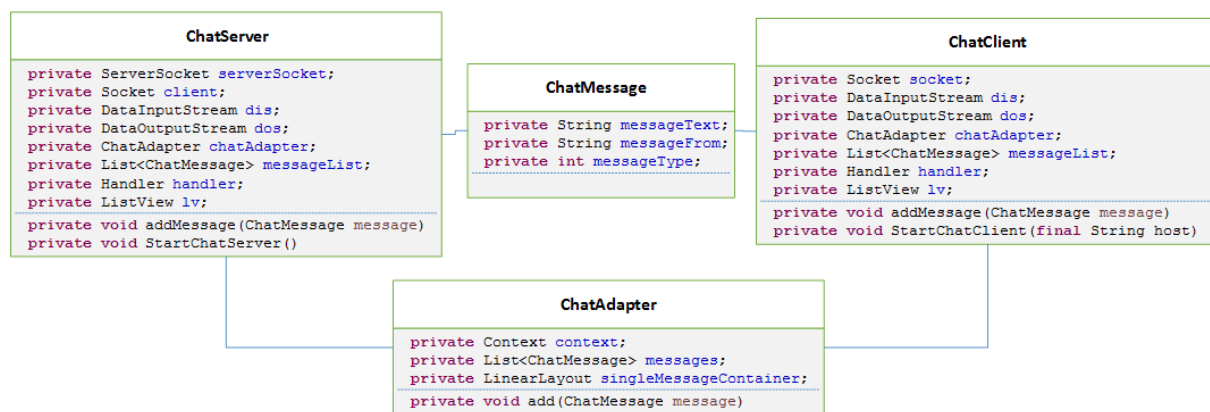 ChatServer
private ServerSocket serverSocket;
private Socket client;
private DataInputStream dis;
private DataOutputStream dos;
private ChatAdapter chatAdapter;
private List<ChatMessage> messageList;
private Handler handler;
private ListView lv;
private void addMessage(ChatMessage message)
private void StartChatServer()
ChatMessage
private String messageText;
private String messageFrom;
private int messageType;
ChatClient
private Socket socket;
private DataInputStream dis;
private DataOutputStream dos;
private ChatAdapter chatAdapter;
private List<ChatMessage> messageList;
private Handler handler;
private ListView lv;
private void addMessage(ChatMessage message)
private void StartChatClient(final String host)
ChatAdapter
private Context context;
private List<ChatMessage> messages;
private LinearLayout singleMessageContainer;
private void add(ChatMessage message)